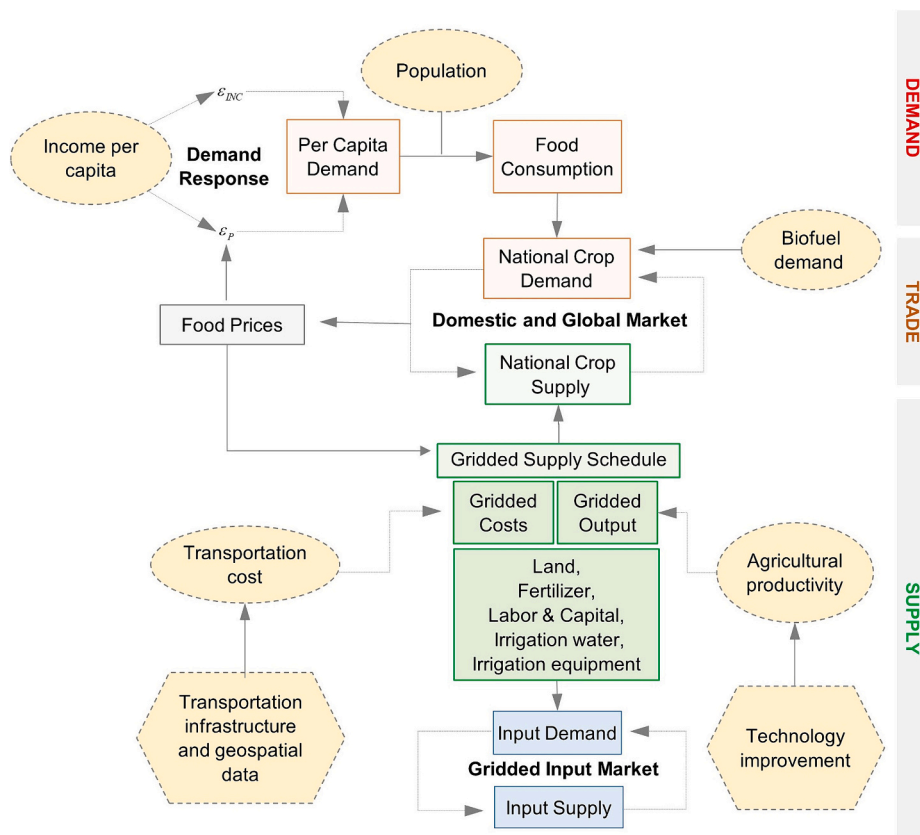 Population
ε_INC
Income per
capita
Demand
Response
Per Capita
Demand
Food
Consumption
DEMAND
ε_P
National Crop
Demand
Biofuel
demand
Food Prices
Domestic and Global Market
TRADE
National Crop
Supply
Gridded Supply Schedule
Gridded
Costs
Gridded
Output
Transportation
cost
Agricultural
productivity
Land,
Fertilizer,
Labor & Capital,
Irrigation water,
Irrigation equipment
SUPPLY
Transportation
infrastructure
and geospatial
data
Input Demand
Gridded Input Market
Input Supply
Technology
improvement